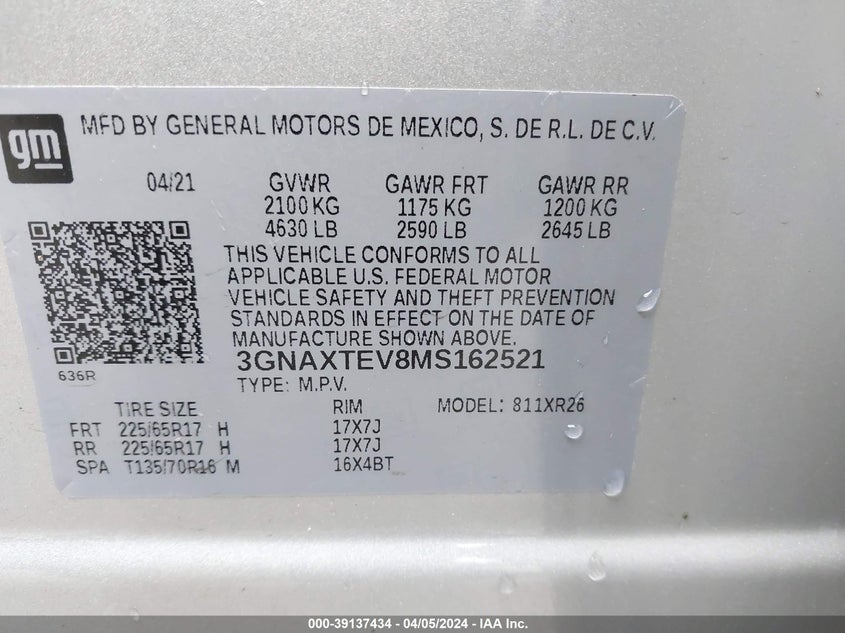 gm
MFD BY GENERAL MOTORS DE MEXICO, S. DE R.L. DE C.V.
04/21 GVWR GAWR FRT GAWR RR
2100 KG 1175 KG 1200 KG
4630 LB 2590 LB 2645 LB
THIS VEHICLE CONFORMS TO ALL
APPLICABLE U.S. FEDERAL MOTOR
VEHICLE SAFETY AND THEFT PREVENTION
STANDARDS IN EFFECT ON THE DATE OF
MANUFACTURE SHOWN ABOVE.
3GNAXTEV8MS162521
636R
TYPE: M.P.V.
TIRE SIZE RIM MODEL: 811XR26
FRT 225/65R17 H 17X7J
RR 225/65R17 H 17X7J
SPA T135/70R16 M 16X4BT
000-39137434 - 04/05/2024 - IAA Inc.